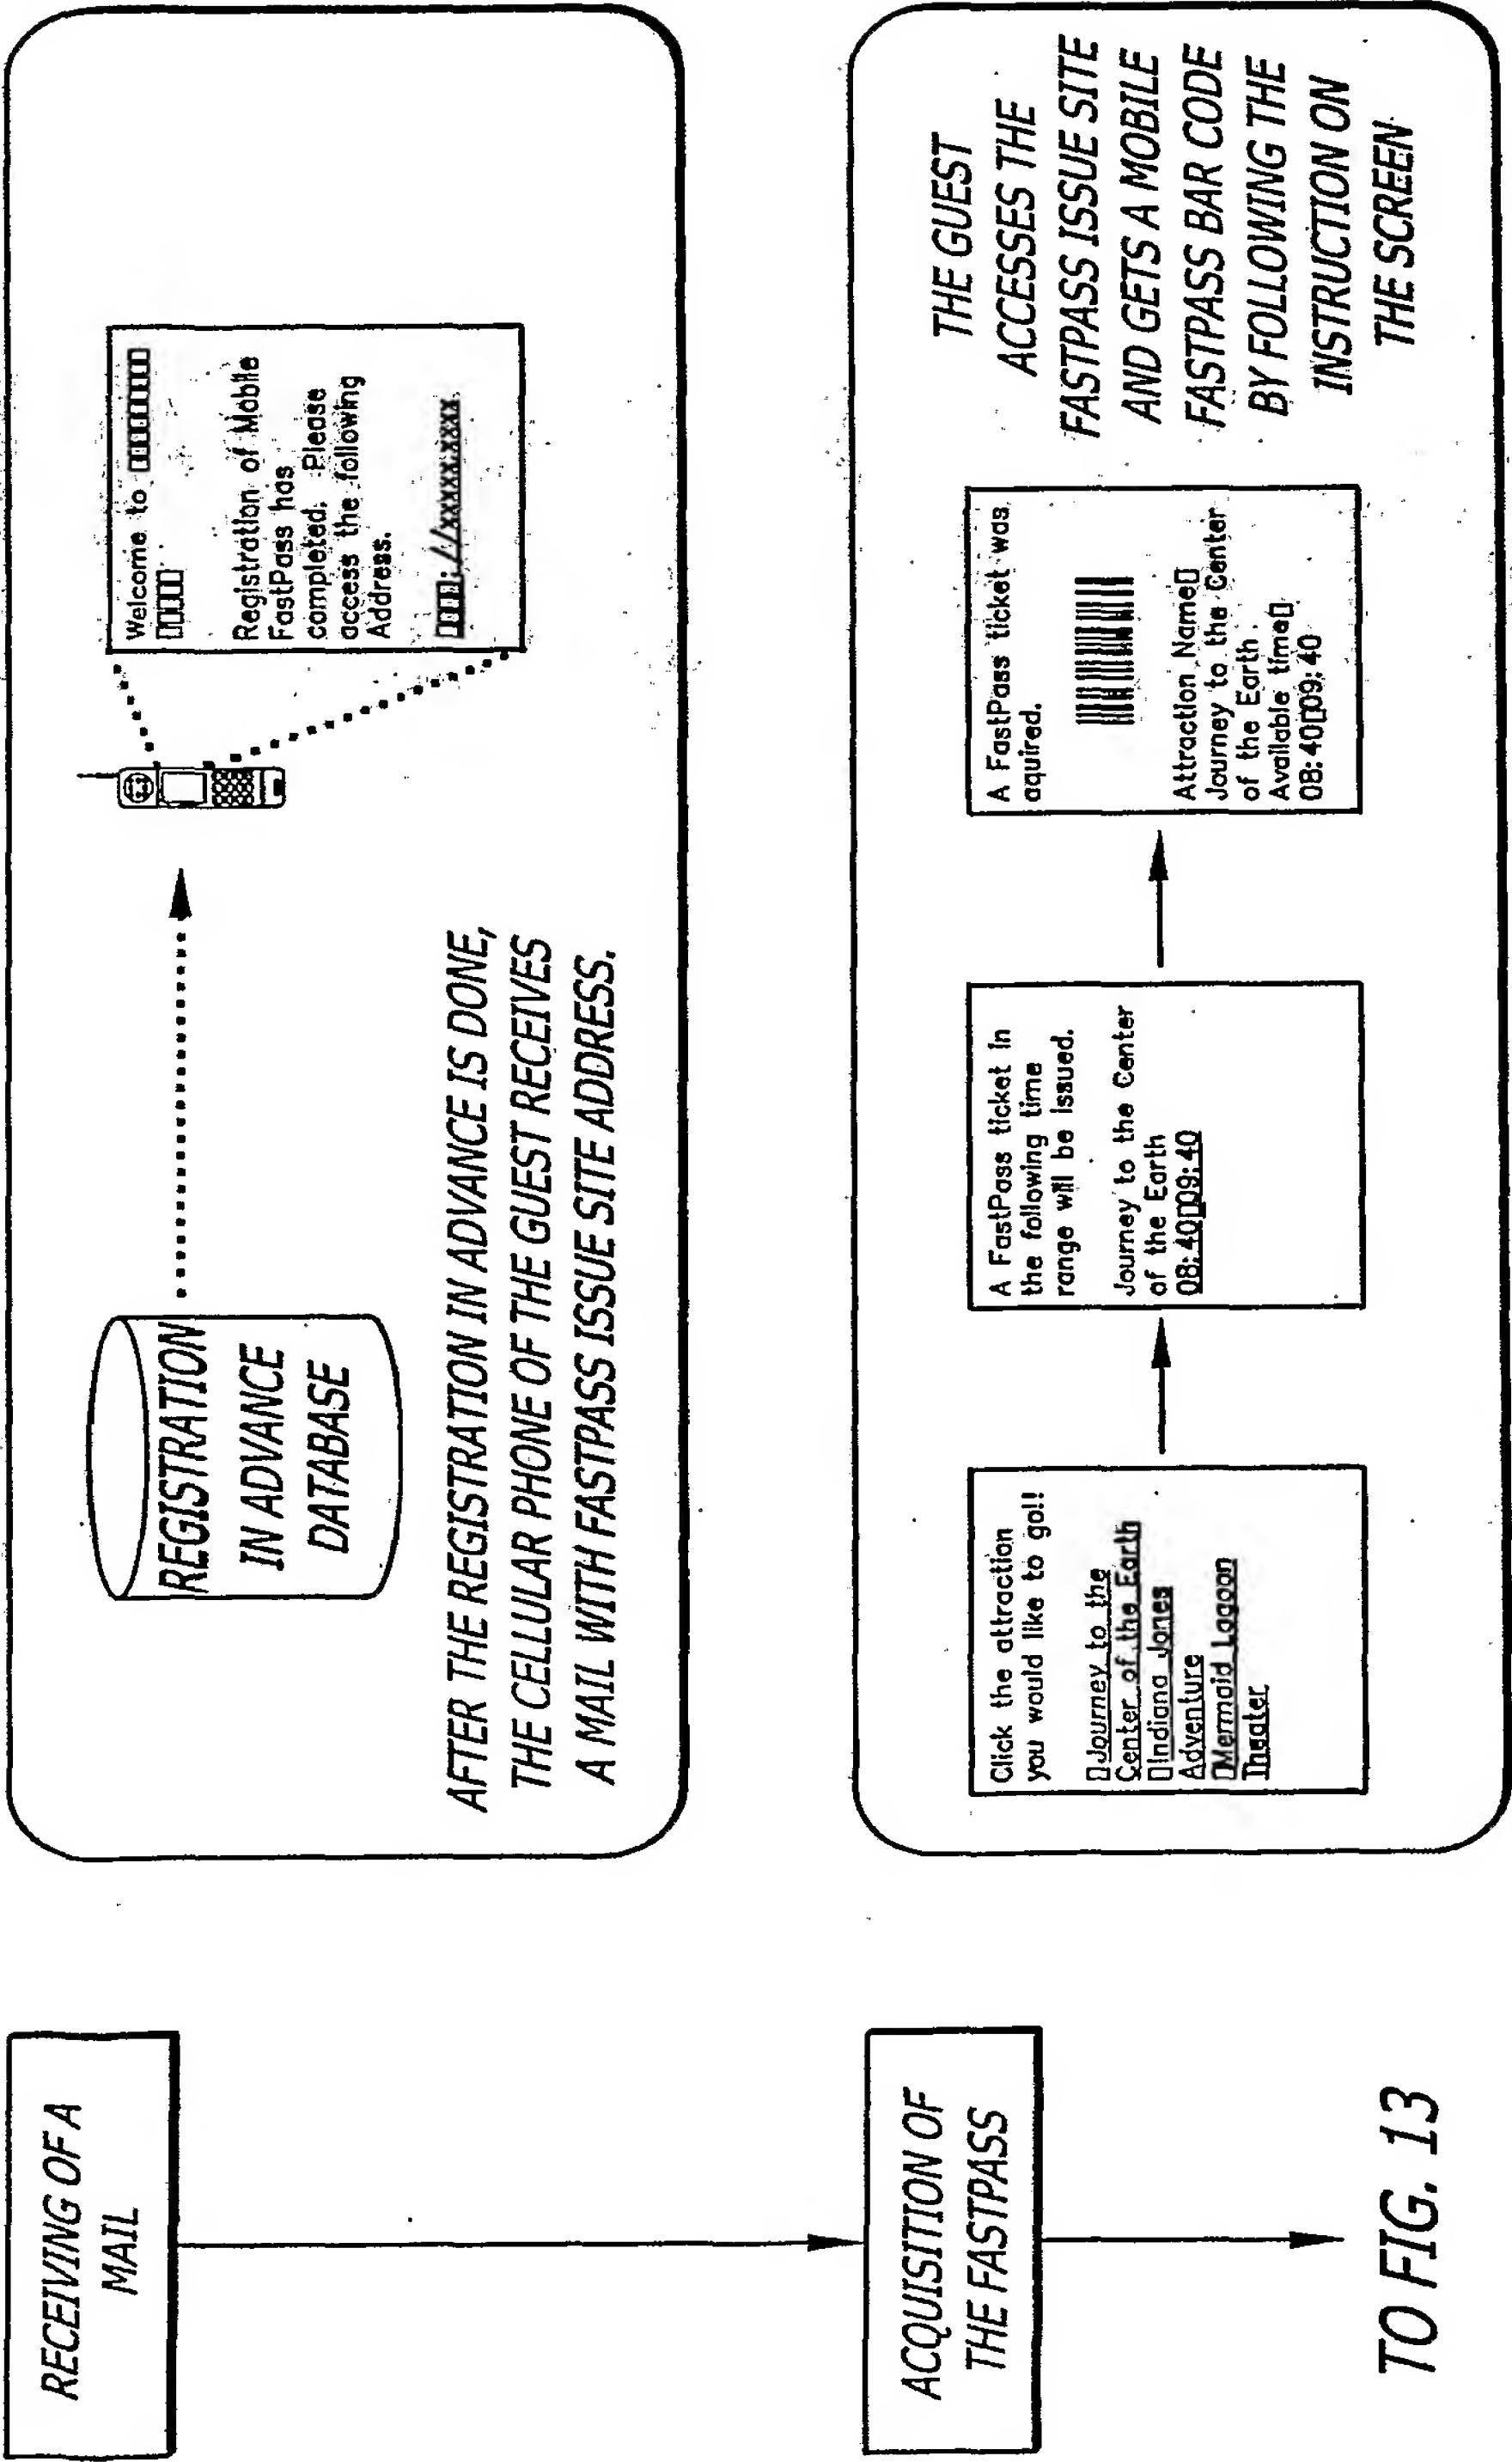 RECEIVING OF A
MAIL
REGISTRATION
IN ADVANCE
DATABASE
Welcome to ▯▯▯▯▯▯▯▯
▯▯▯▯
Registration of Mobile
FastPass has
completed. Please
access the following
Address.
▯▯▯▯://xxxxx.xxx
AFTER THE REGISTRATION IN ADVANCE IS DONE,
THE CELLULAR PHONE OF THE GUEST RECEIVES
A MAIL WITH FASTPASS ISSUE SITE ADDRESS.
ACQUISITION OF
THE FASTPASS
Click the attraction
you would like to go!!
▯Journey to the
Center of the Earth
▯Indiana Jones
Adventure
▯Mermaid Lagoon
Theater
A FastPass ticket in
the following time
range will be issued.
Journey to the Center
of the Earth
08:40▯09:40
A FastPass ticket was
aquired.
Attraction Name▯
Journey to the Center
of the Earth
Available time▯
08:40▯09:40
THE GUEST
ACCESSES THE
FASTPASS ISSUE SITE
AND GETS A MOBILE
FASTPASS BAR CODE
BY FOLLOWING THE
INSTRUCTION ON
THE SCREEN
TO FIG. 13